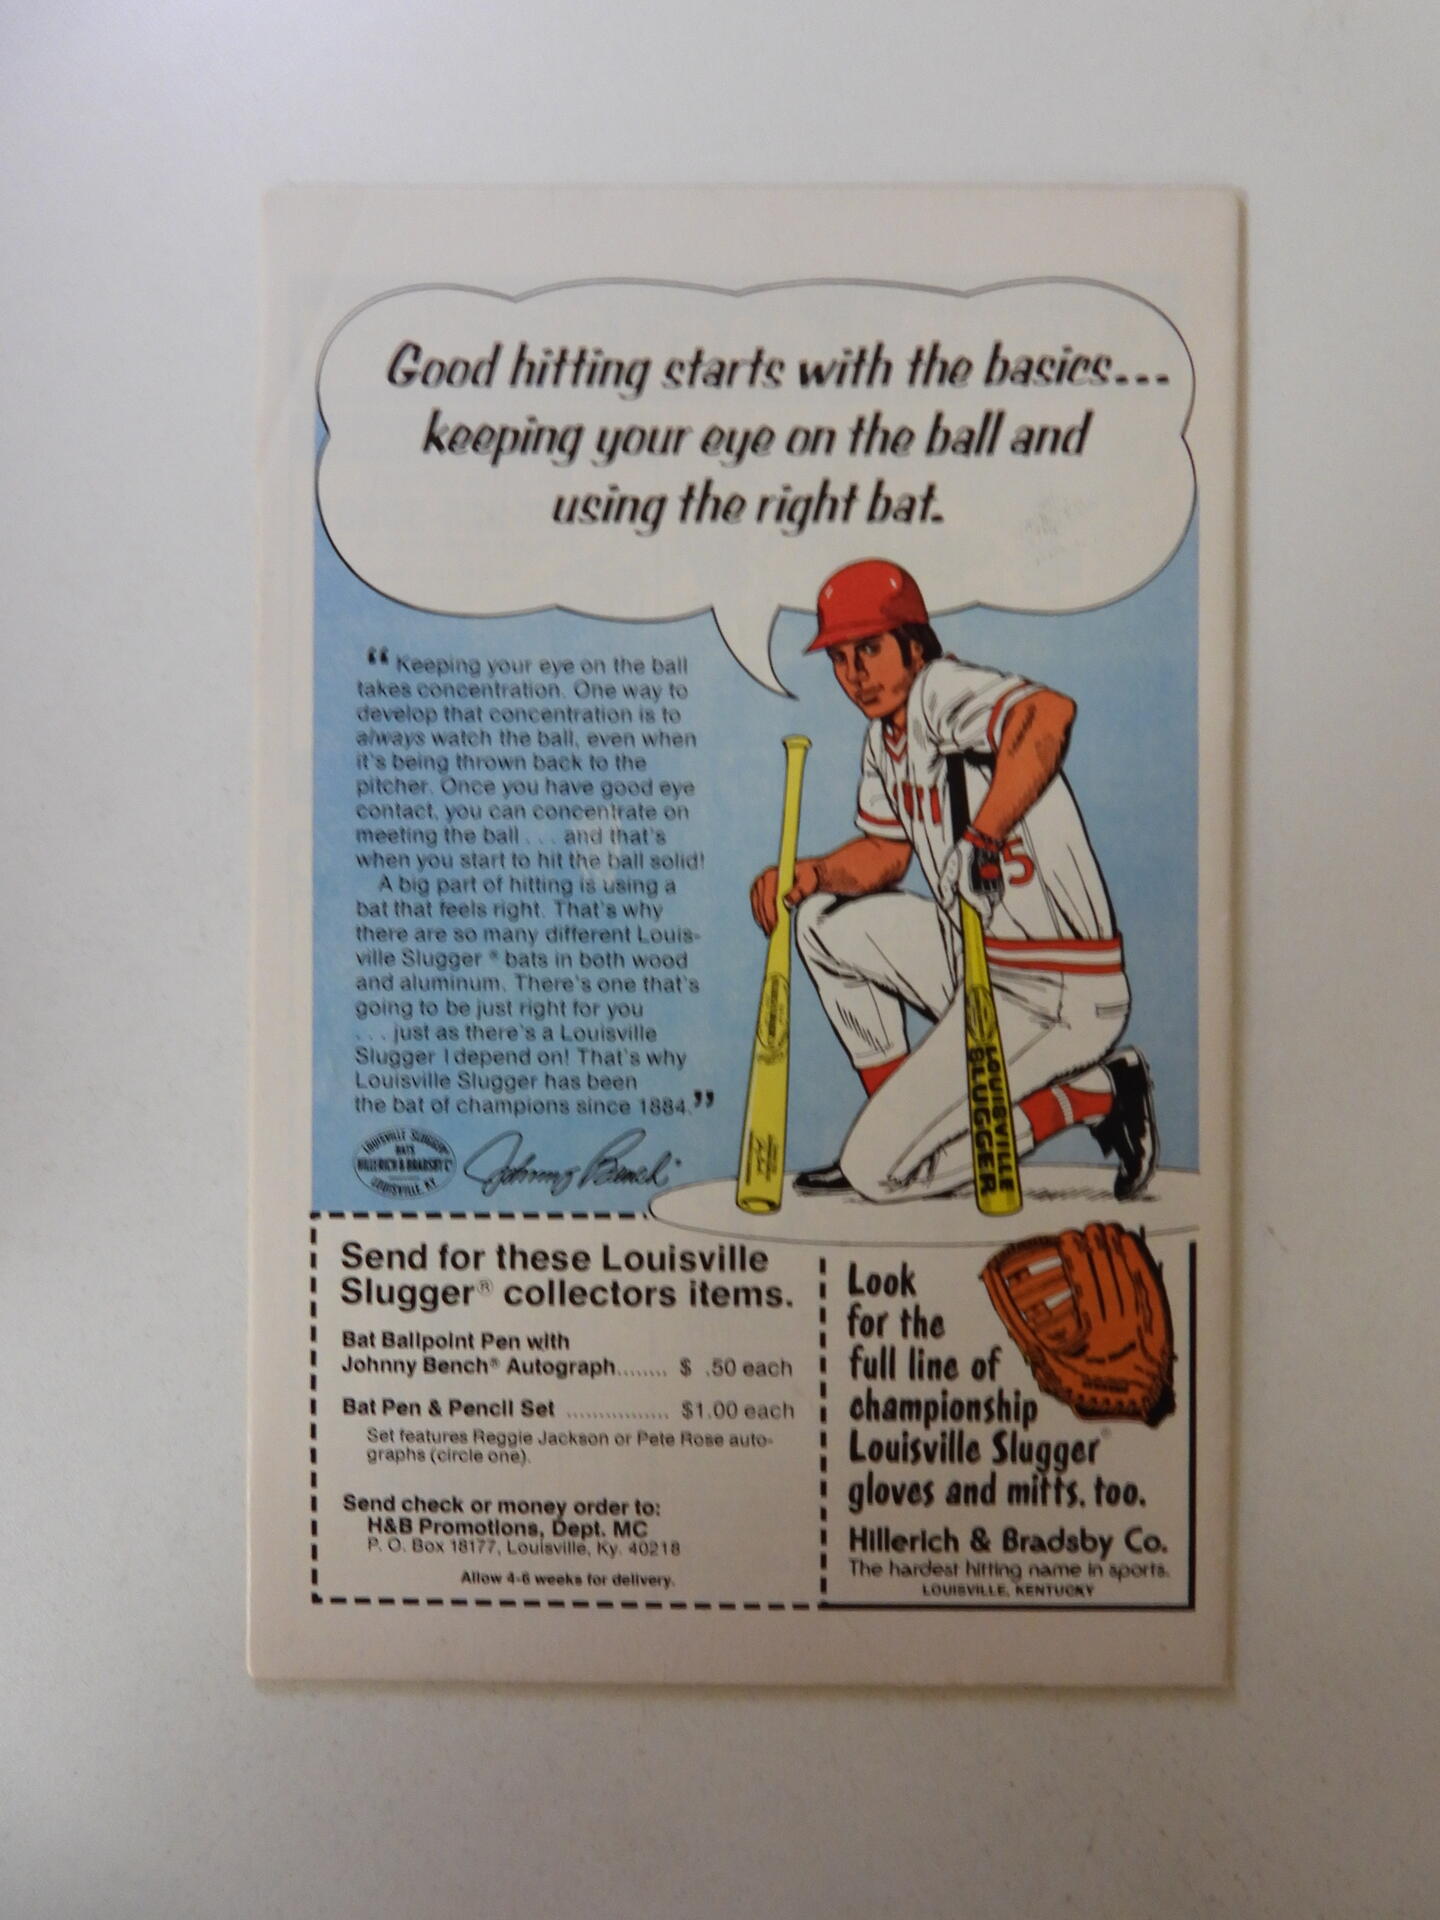 Good hitting starts with the basics...
keeping your eye on the ball and
using the right bat.
“Keeping your eye on the ball
takes concentration. One way to
develop that concentration is to
always watch the ball, even when
it's being thrown back to the
pitcher. Once you have good eye
contact, you can concentrate on
meeting the ball . . . and that's
when you start to hit the ball solid!
A big part of hitting is using a
bat that feels right. That's why
there are so many different Louis-
ville Slugger ® bats in both wood
and aluminum. There's one that's
going to be just right for you
. . . just as there's a Louisville
Slugger I depend on! That's why
Louisville Slugger has been
the bat of champions since 1884.”
LOUISVILLE SLUGGER
BATS
HILLERICH & BRADSBY Co
LOUISVILLE, KY.
Johnny Bench
5
LOUISVILLE
SLUGGER
Send for these Louisville
Slugger® collectors items.
Bat Ballpoint Pen with
Johnny Bench® Autograph........ $ .50 each
Bat Pen & Pencil Set ................ $1.00 each
Set features Reggie Jackson or Pete Rose auto-
graphs (circle one).
Send check or money order to:
H&B Promotions, Dept. MC
P. O. Box 18177, Louisville, Ky. 40218
Allow 4-6 weeks for delivery.
Look
for the
full line of
championship
Louisville Slugger®
gloves and mitts, too.
Hillerich & Bradsby Co.
The hardest hitting name in sports.
LOUISVILLE, KENTUCKY